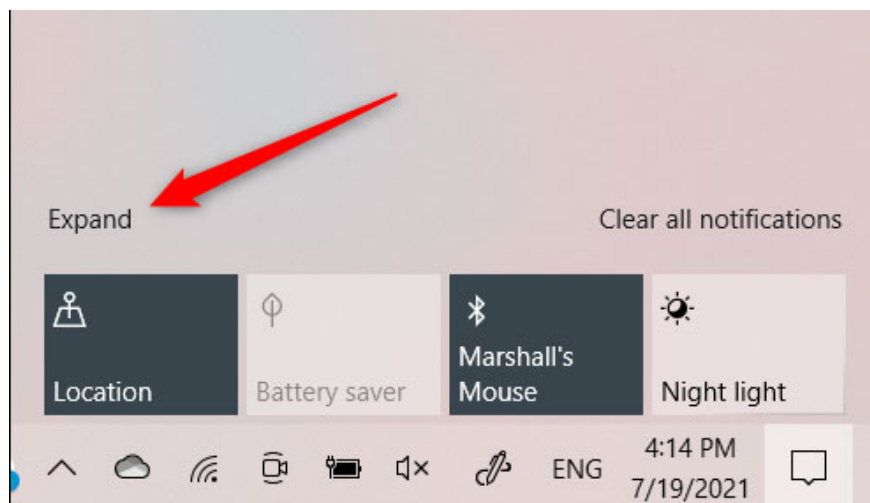 Expand
Clear all notifications
Location
Battery saver
Marshall's
Mouse
Night light
ENG
4:14 PM
7/19/2021